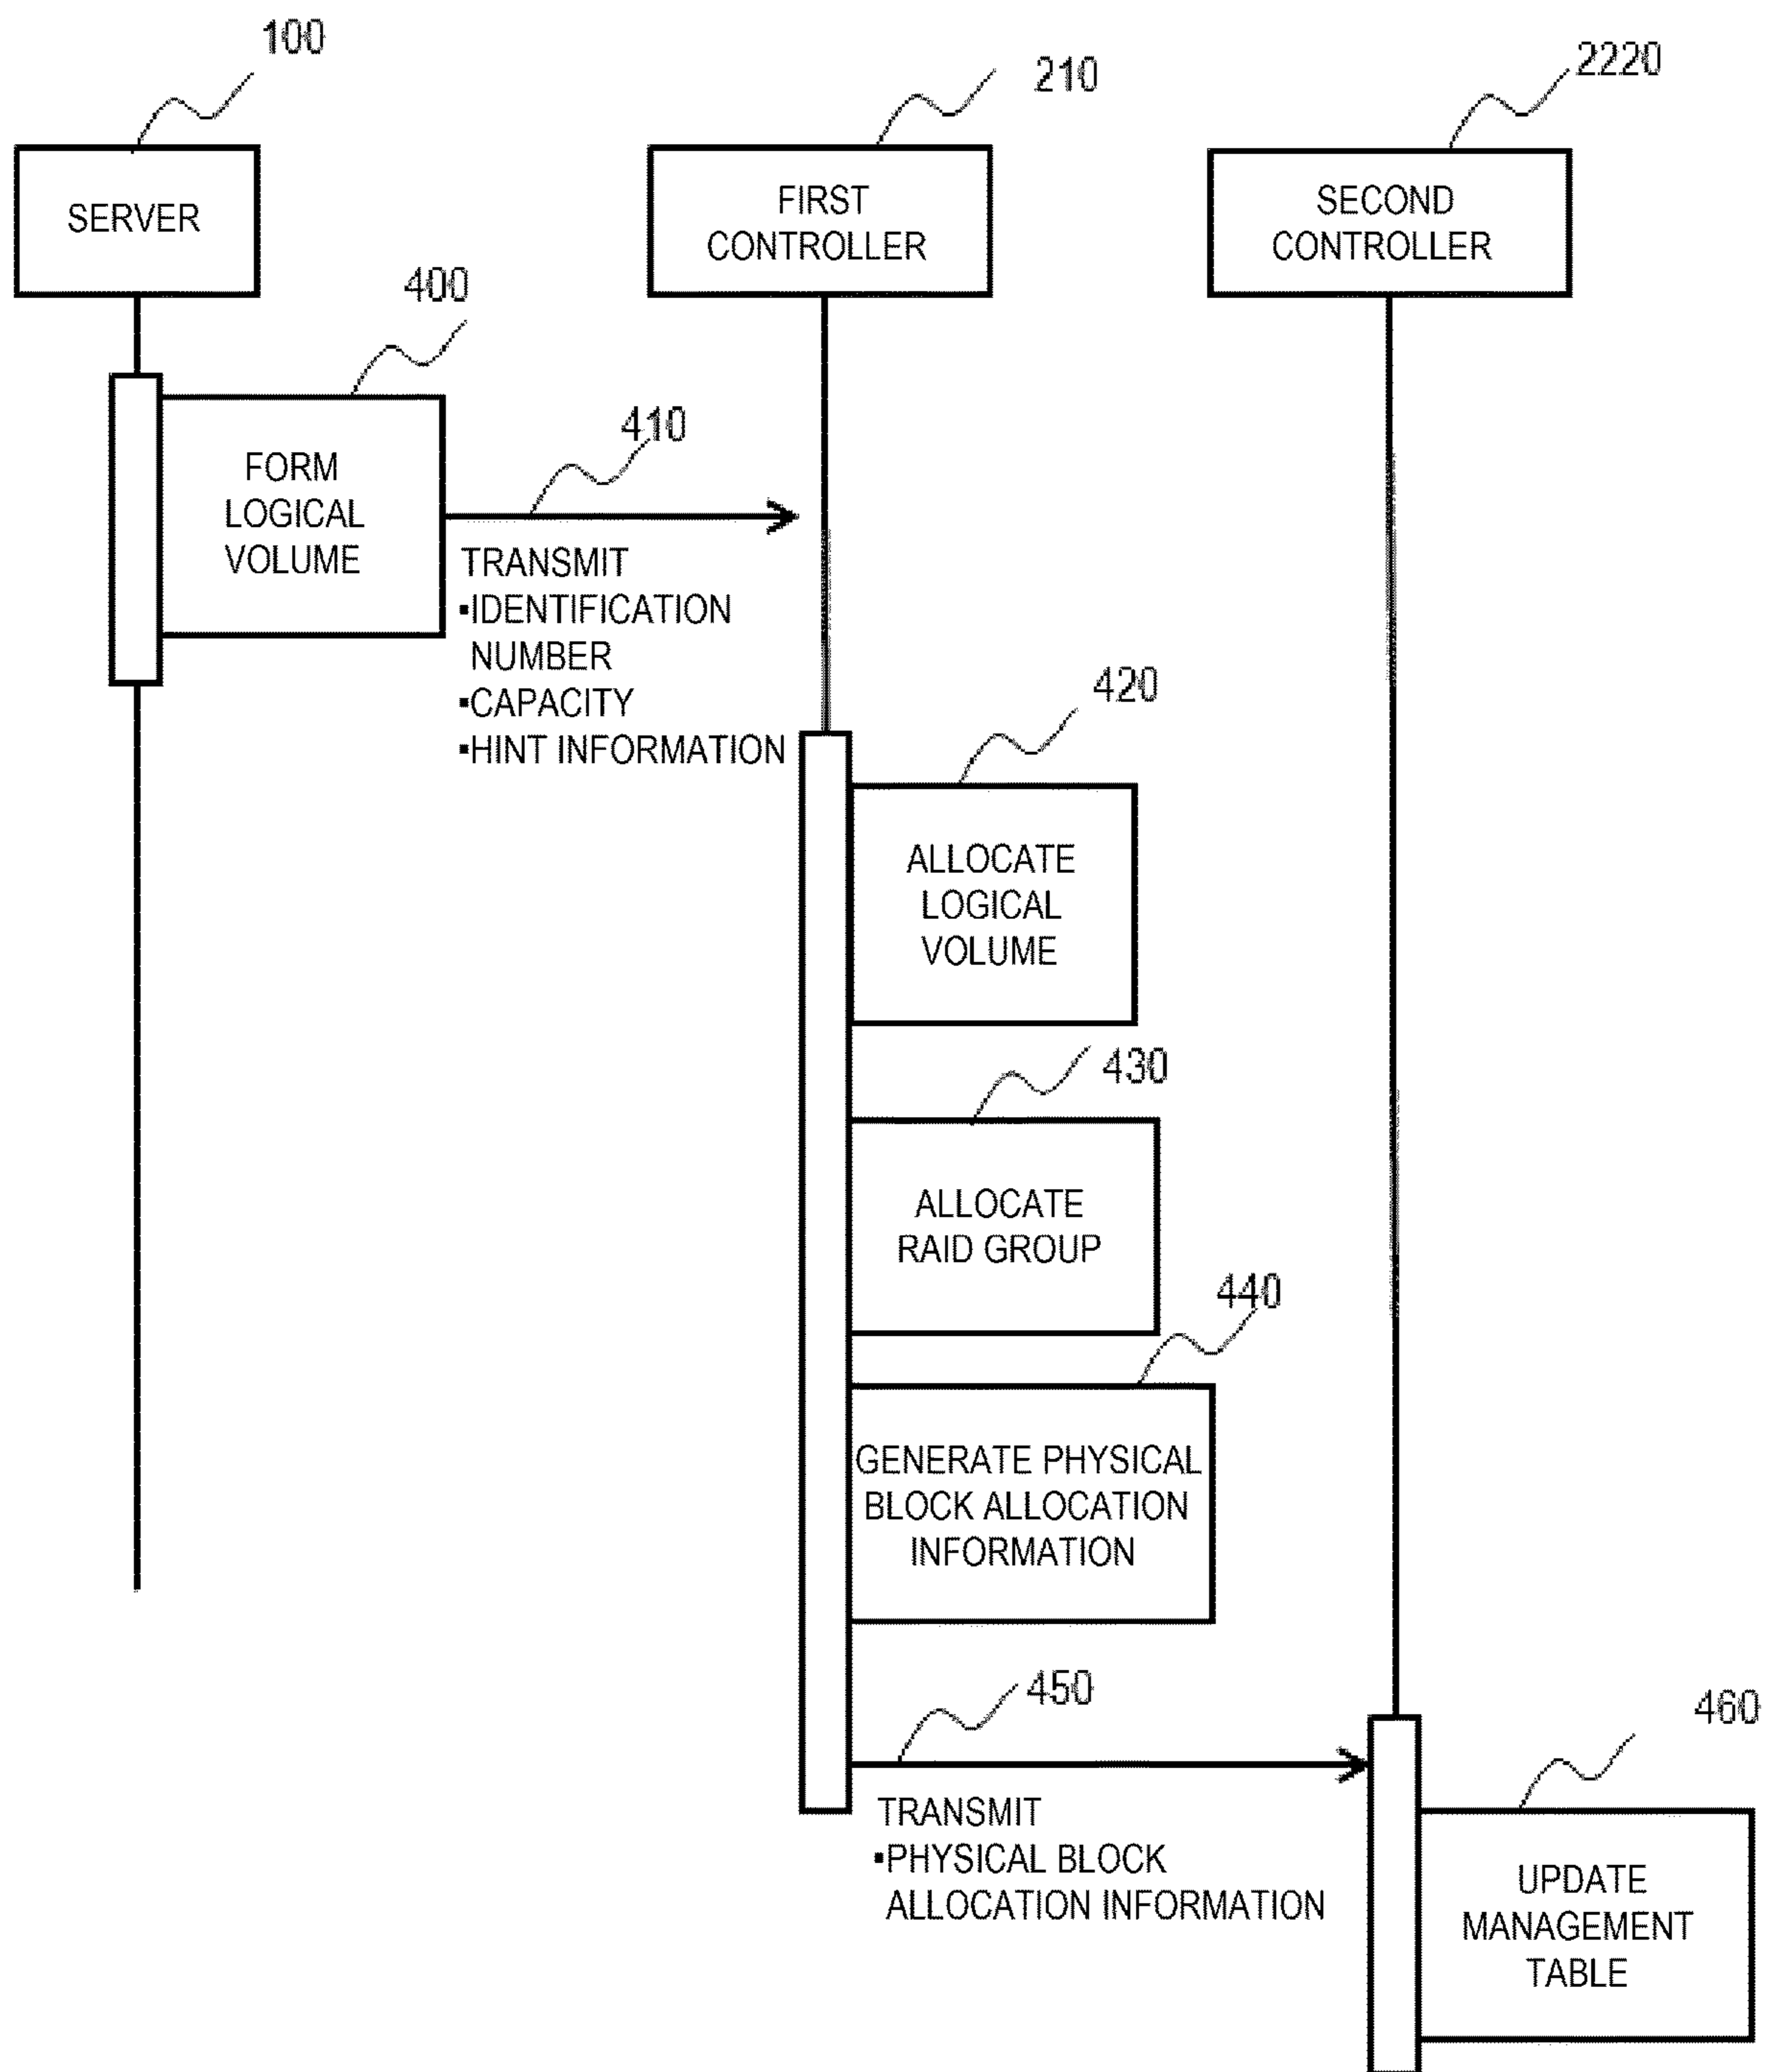 100
210
2220
SERVER
FIRST
CONTROLLER
SECOND
CONTROLLER
400
FORM
LOGICAL
VOLUME
410
TRANSMIT
▪IDENTIFICATION
NUMBER
▪CAPACITY
▪HINT INFORMATION
420
ALLOCATE
LOGICAL
VOLUME
430
ALLOCATE
RAID GROUP
440
GENERATE PHYSICAL
BLOCK ALLOCATION
INFORMATION
450
TRANSMIT
▪PHYSICAL BLOCK
ALLOCATION INFORMATION
460
UPDATE
MANAGEMENT
TABLE